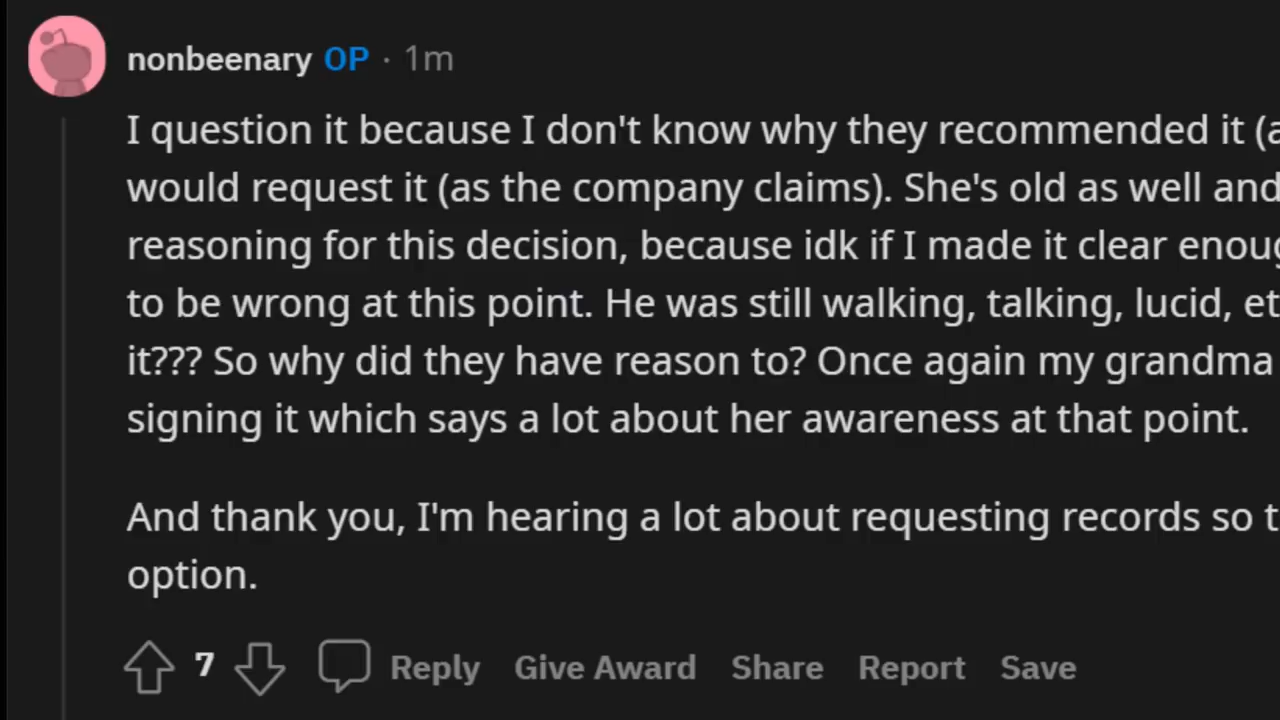 nonbeenary OP · 1m
I question it because I don't know why they recommended it
would request it (as the company claims). She's old as well and
reasoning for this decision, because idk if I made it clear
to be wrong at this point. He was still walking, talking, lucid,
it??? So why did they have reason to? Once again my grandma
signing it which says a lot about her awareness at that point.
And thank you, I'm hearing a lot about requesting records so
option.
7 Reply Give Award Share Report Save